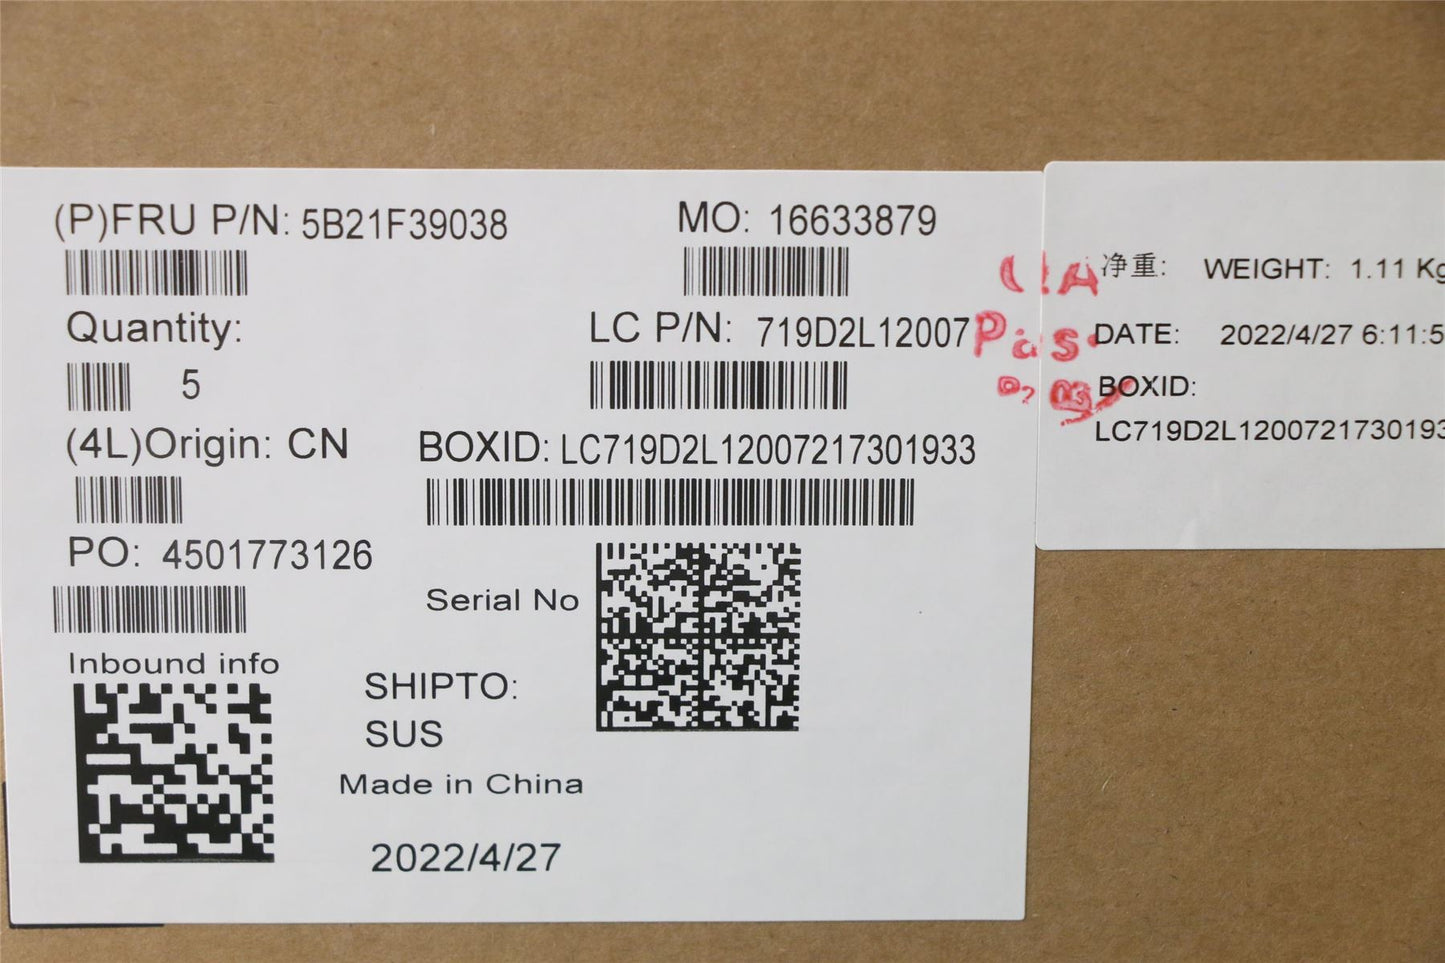 (P)FRU P/N: 5B21F39038
MO: 16633879
Quantity:
5
LC P/N: 719D2L12007
(4L)Origin: CN
BOXID: LC719D2L12007217301933
PO: 4501773126
Serial No
Inbound info
SHIPTO:
SUS
Made in China
2022/4/27
QA
Pas
净重: WEIGHT: 1.11 Kg
DATE: 2022/4/27 6:11:5
BOXID:
LC719D2L1200721730193